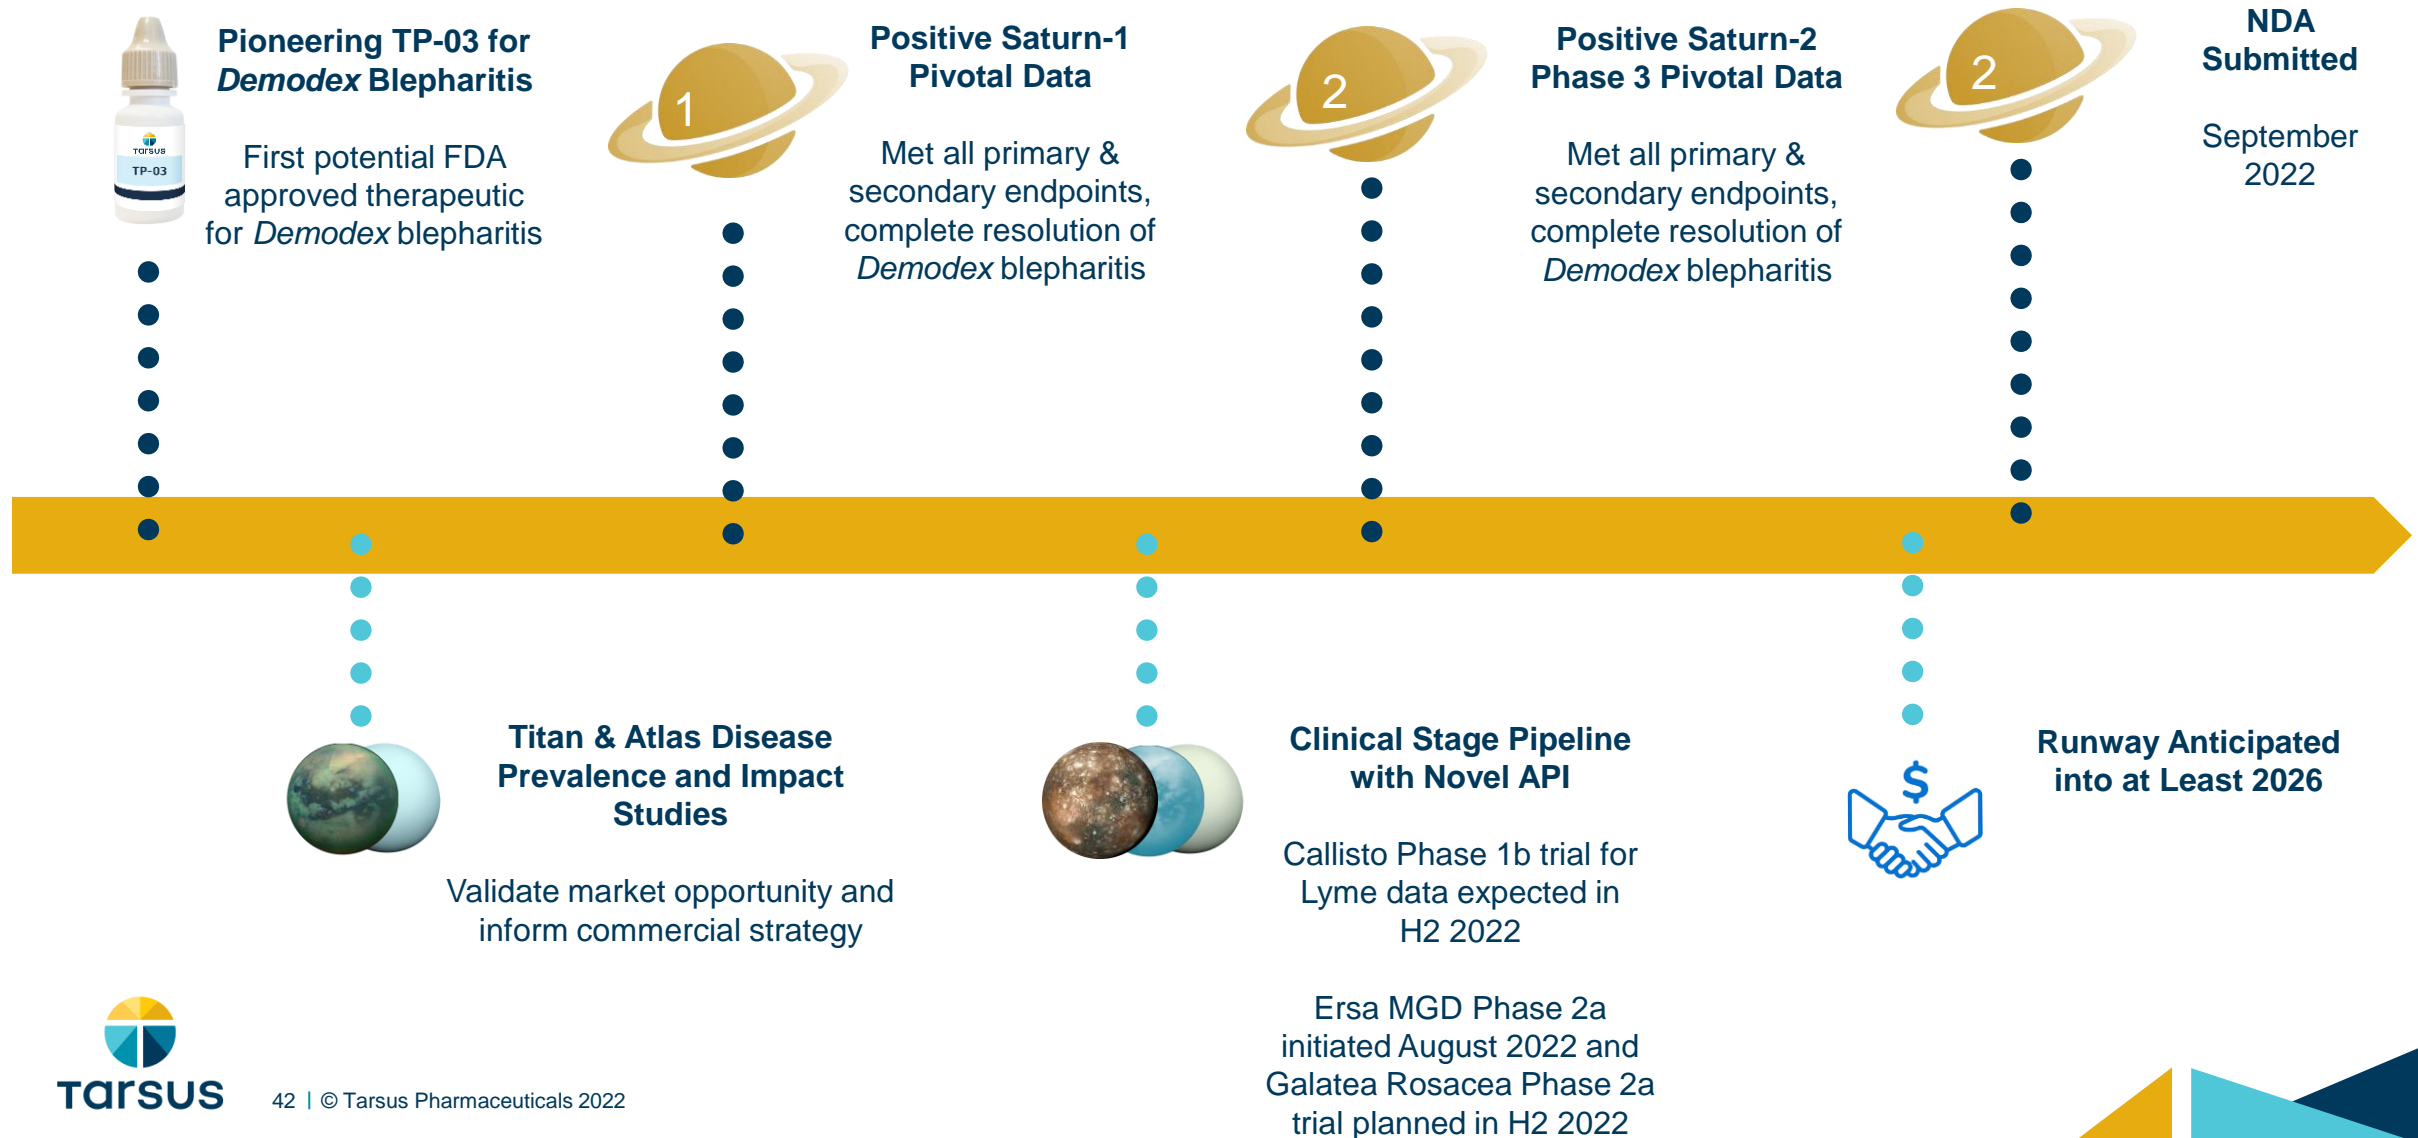 Pioneering TP-03 for
Demodex Blepharitis
First potential FDA
approved therapeutic
for Demodex blepharitis
TARSUS
TP-03
1
Positive Saturn-1
Pivotal Data
Met all primary &
secondary endpoints,
complete resolution of
Demodex blepharitis
2
Positive Saturn-2
Phase 3 Pivotal Data
Met all primary &
secondary endpoints,
complete resolution of
Demodex blepharitis
2
NDA
Submitted
September
2022
Titan & Atlas Disease
Prevalence and Impact
Studies
Validate market opportunity and
inform commercial strategy
Clinical Stage Pipeline
with Novel API
Callisto Phase 1b trial for
Lyme data expected in
H2 2022
Ersa MGD Phase 2a
initiated August 2022 and
Galatea Rosacea Phase 2a
trial planned in H2 2022
$
Runway Anticipated
into at Least 2026
Tarsus
42 | © Tarsus Pharmaceuticals 2022